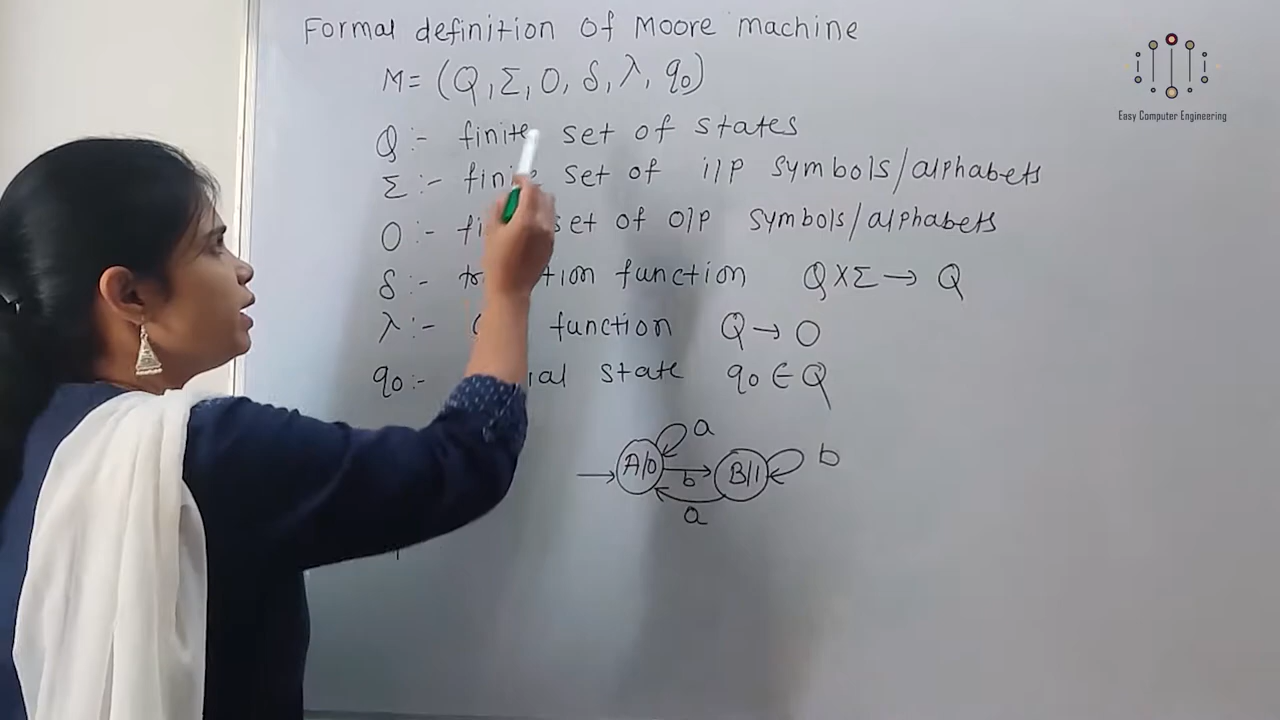 Formal definition of Moore machine
M = (Q, Σ, O, δ, λ, q0)
Q :- finite set of states
Σ :- set of i/p symbols/alphabets
O :- set of o/p symbols/alphabets
δ :- function Q X Σ → Q
λ :- function Q → O
q0 :- state q0 ∈ Q
a
A/0 b B/1 b
a
Easy Computer Engineering